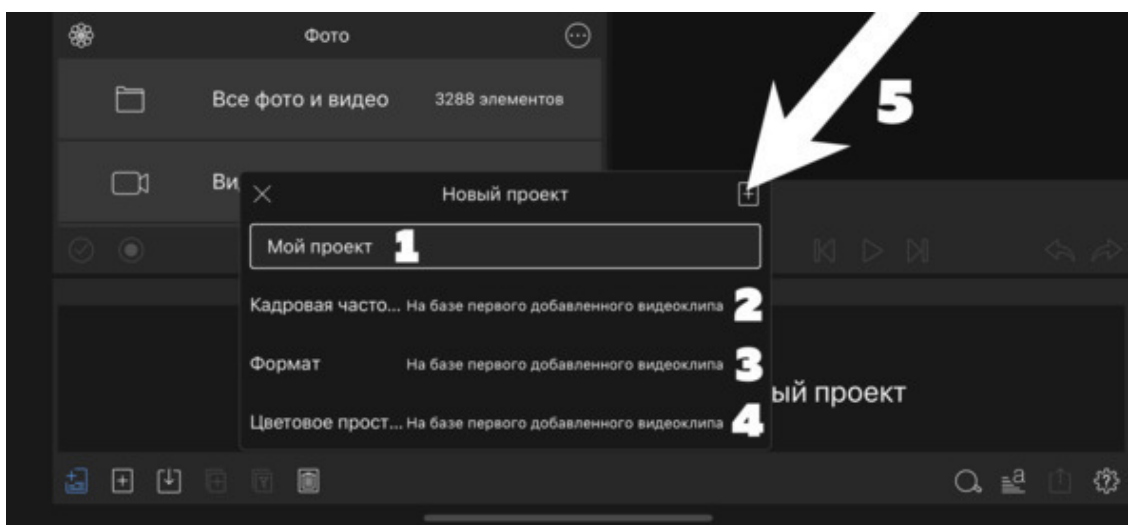 Фото
Все фото и видео 3288 элементов
5
Ви
Новый проект
Мой проект 1
Кадровая часто... На базе первого добавленного видеоклипа 2
Формат На базе первого добавленного видеоклипа 3
ый проект
Цветовое прост... На базе первого добавленного видеоклипа 4